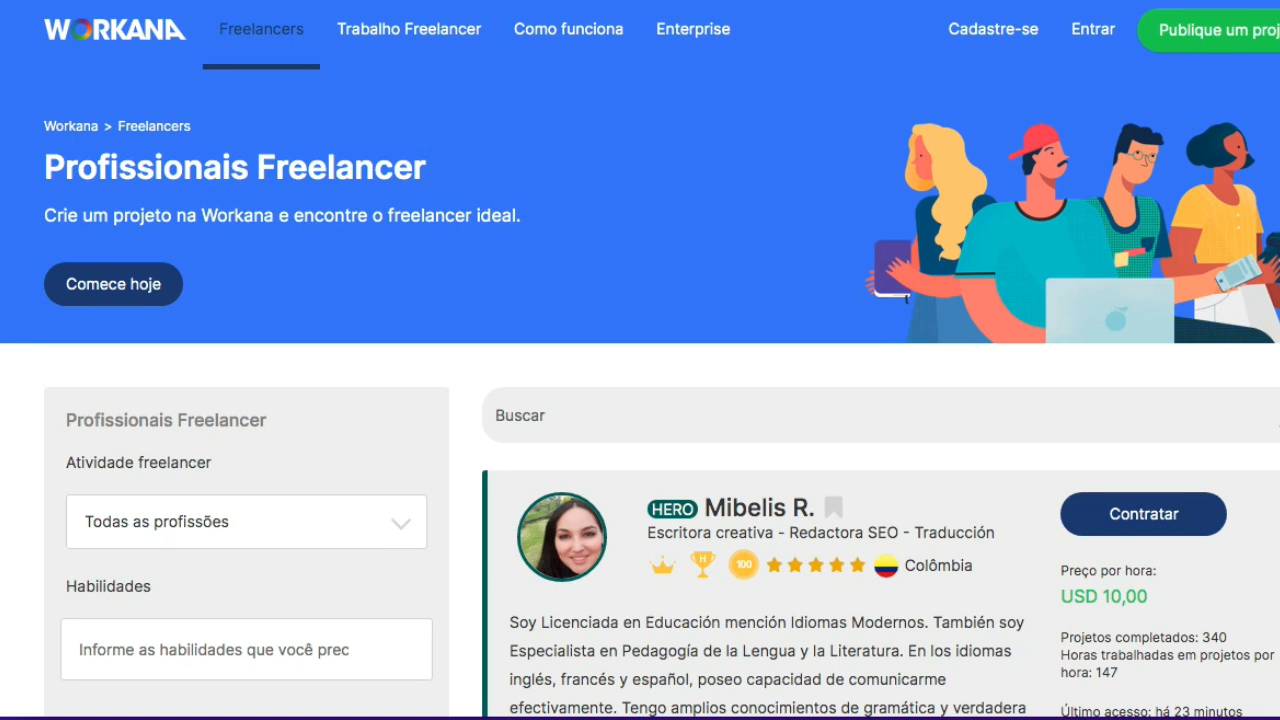 WORKANA
Freelancers
Trabalho Freelancer
Como funciona
Enterprise
Cadastre-se
Entrar
Publique um proj
Workana > Freelancers
Profissionais Freelancer
Crie um projeto na Workana e encontre o freelancer ideal.
Comece hoje
Profissionais Freelancer
Atividade freelancer
Todas as profissões
Habilidades
Informe as habilidades que você prec
Buscar
HERO Mibelis R.
Escritora creativa - Redactora SEO - Traducción
H
100
Colômbia
Soy Licenciada en Educación mención Idiomas Modernos. También soy
Especialista en Pedagogía de la Lengua y la Literatura. En los idiomas
inglés, francés y español, poseo capacidad de comunicarme
efectivamente. Tengo amplios conocimientos de gramática y verdadera
Contratar
Preço por hora:
USD 10,00
Projetos completados: 340
Horas trabalhadas em projetos por
hora: 147
Último acesso: há 23 minutos